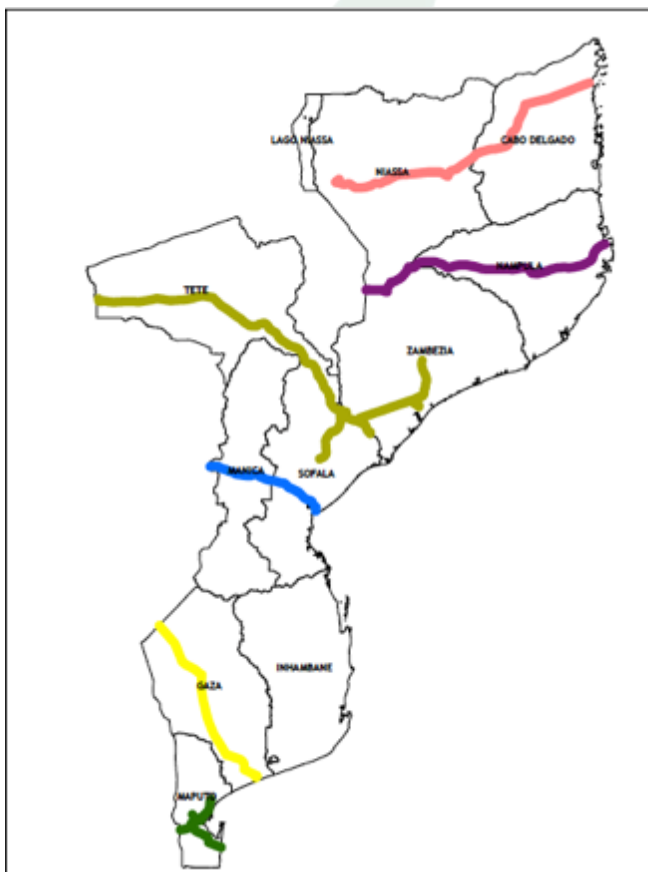 LAGO NIASSA
CABO DELGADO
NIASSA
NAMPULA
TETE
ZAMBEZIA
MANICA
SOFALA
INHAMBANE
GAZA
MAPUTO